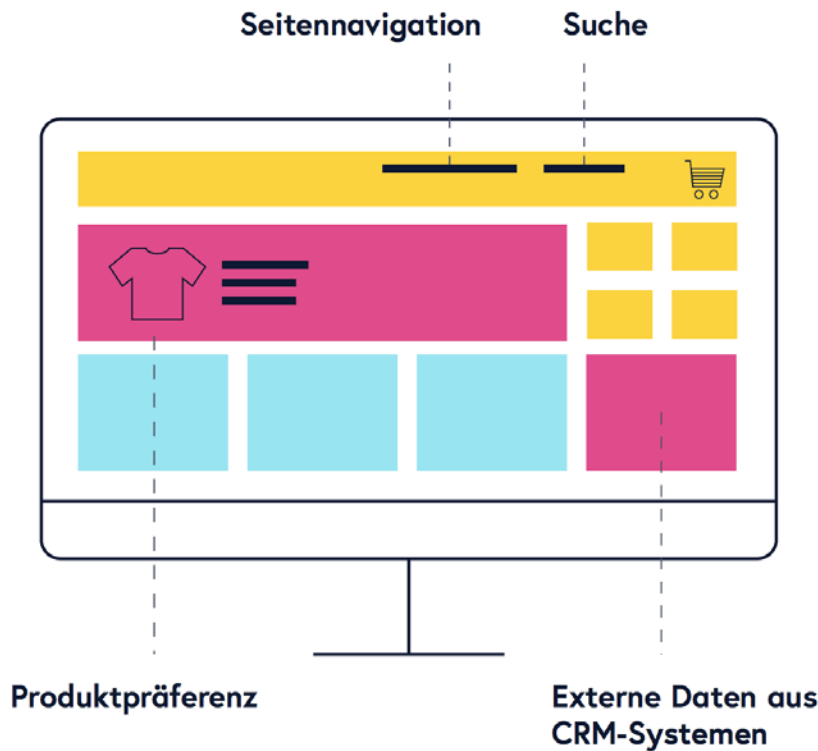 Seitennavigation
Suche
Produktpräferenz
Externe Daten aus
CRM-Systemen